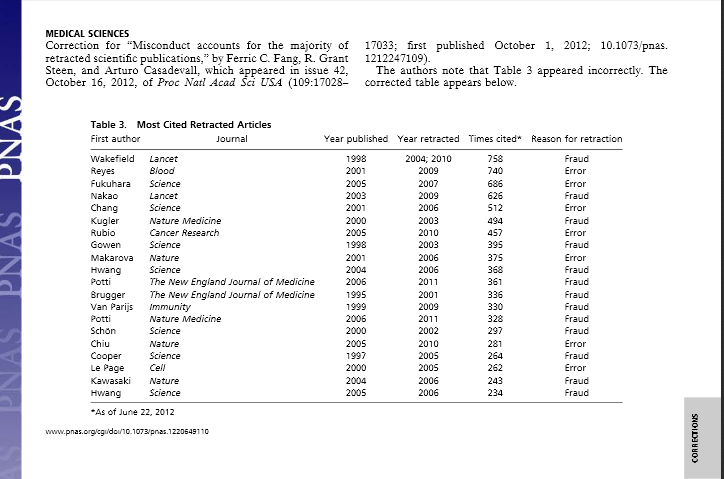 MEDICAL SCIENCES
Correction for “Misconduct accounts for the majority of
retracted scientific publications,” by Ferric C. Fang, R. Grant
Steen, and Arturo Casadevall, which appeared in issue 42,
October 16, 2012, of Proc Natl Acad Sci USA (109:17028–
17033; first published October 1, 2012; 10.1073/pnas.
1212247109).
The authors note that Table 3 appeared incorrectly. The
corrected table appears below.
Table 3. Most Cited Retracted Articles
First author Journal Year published Year retracted Times cited* Reason for retraction
Wakefield Lancet 1998 2004; 2010 758 Fraud
Reyes Blood 2001 2009 740 Error
Fukuhara Science 2005 2007 686 Error
Nakao Lancet 2003 2009 626 Fraud
Chang Science 2001 2006 512 Error
Kugler Nature Medicine 2000 2003 494 Fraud
Rubio Cancer Research 2005 2010 457 Error
Gowen Science 1998 2003 395 Fraud
Makarova Nature 2001 2006 375 Error
Hwang Science 2004 2006 368 Fraud
Potti The New England Journal of Medicine 2006 2011 361 Fraud
Brugger The New England Journal of Medicine 1995 2001 336 Fraud
Van Parijs Immunity 1999 2009 330 Fraud
Potti Nature Medicine 2006 2011 328 Fraud
Schön Science 2000 2002 297 Fraud
Chiu Nature 2005 2010 281 Error
Cooper Science 1997 2005 264 Fraud
Le Page Cell 2000 2005 262 Error
Kawasaki Nature 2004 2006 243 Fraud
Hwang Science 2005 2006 234 Fraud
*As of June 22, 2012
www.pnas.org/cgi/doi/10.1073/pnas.1220649110
CORRECTIONS
PNAS
PNAS
PNAS
PNAS